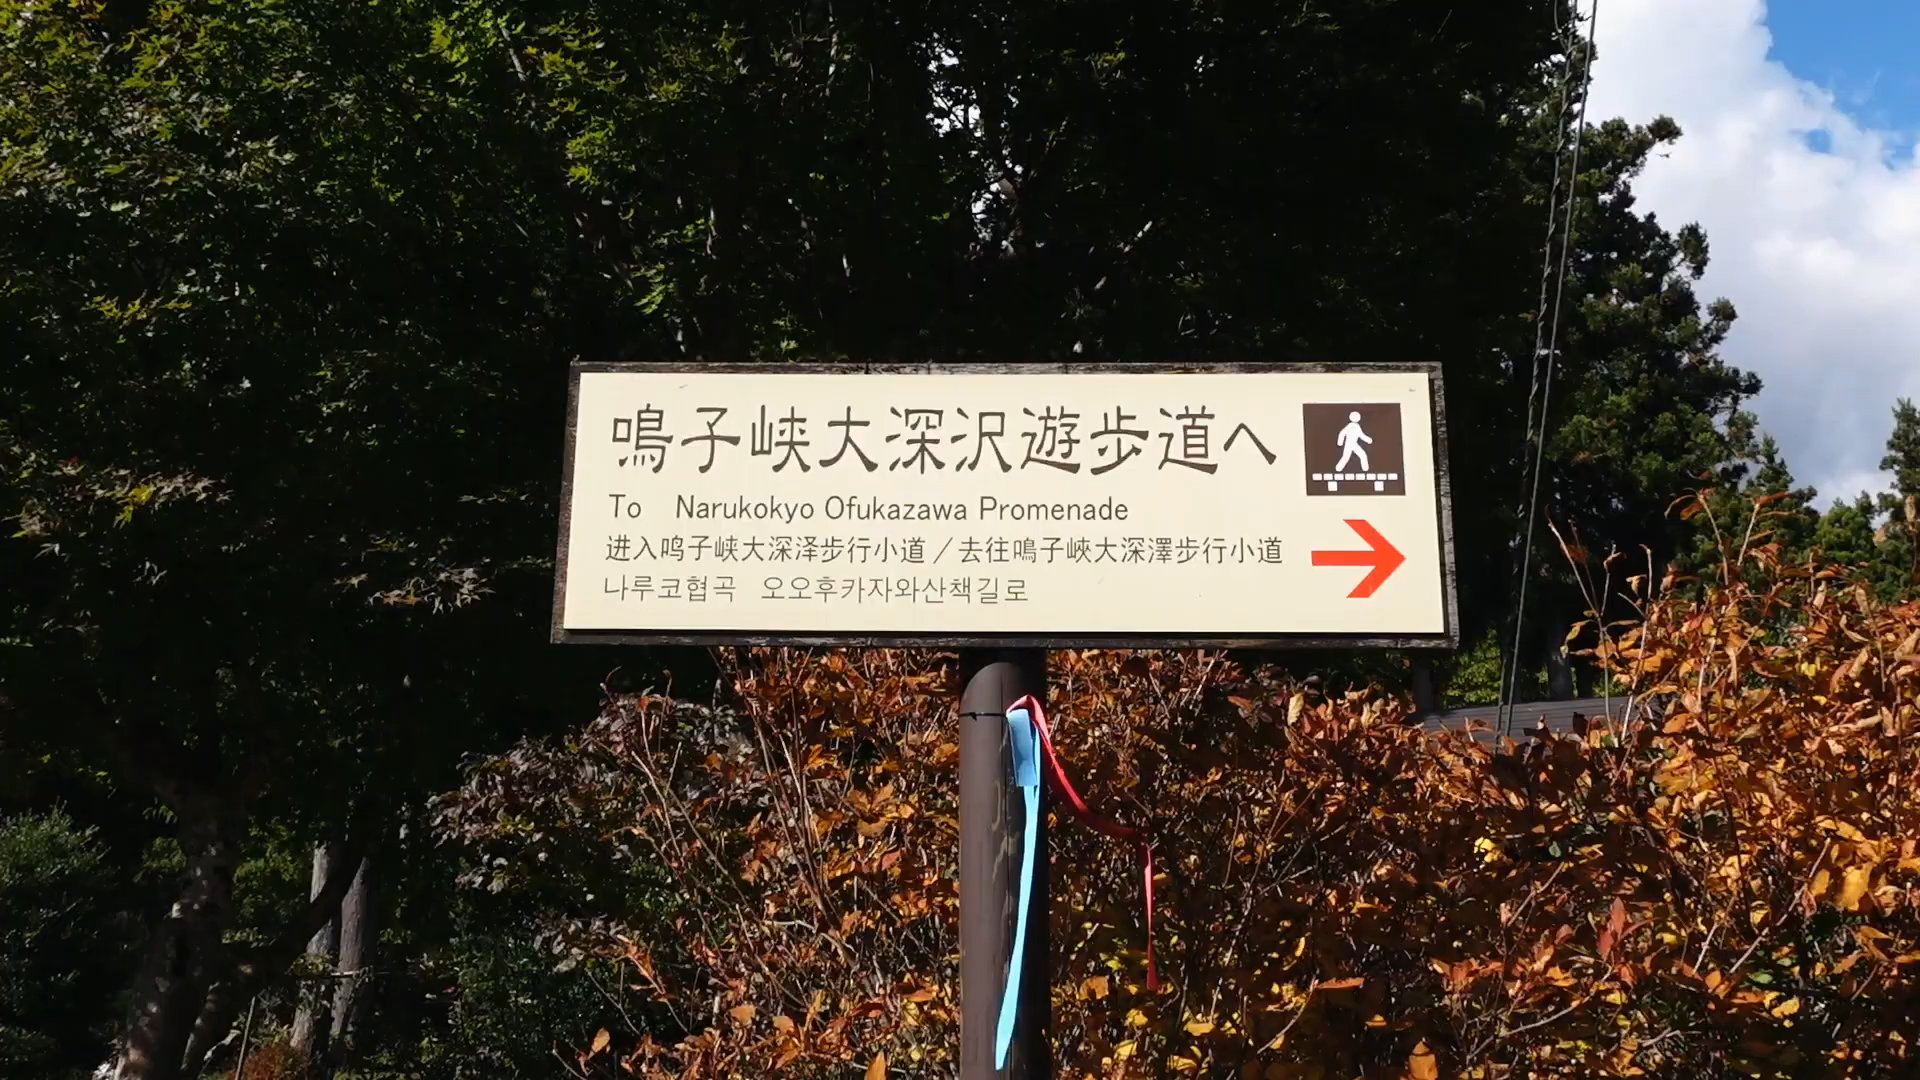 鳴子峡大深沢遊歩道へ
To Narukokyo Ofukazawa Promenade
进入鸣子峡大深泽步行小道／去往鳴子峽大深澤步行小道
나루코협곡 오오후카자와산책길로